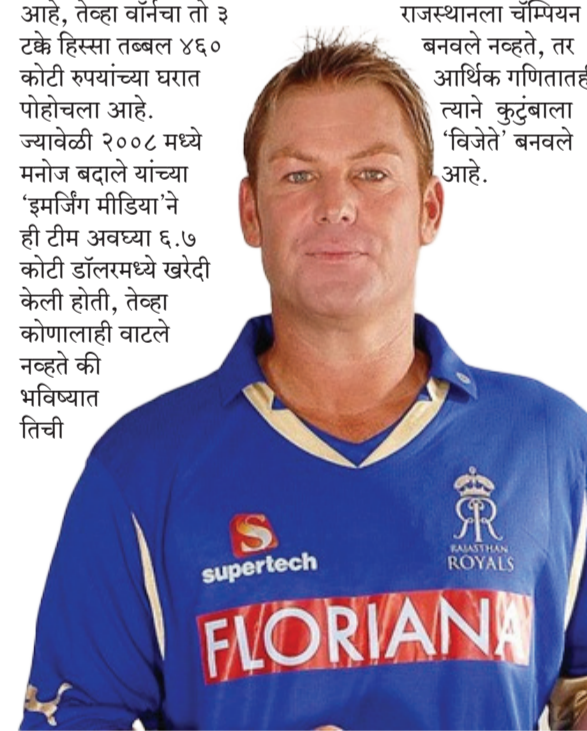 आहे, तेव्हा वॉर्नचा तो ३
टक्के हिस्सा तब्बल ४६०
कोटी रुपयांच्या घरात
पोहोचला आहे.
ज्यावेळी २००८ मध्ये
मनोज बदाले यांच्या
‘इमर्जिंग मीडिया’ने
ही टीम अवघ्या ६.७
कोटी डॉलरमध्ये खरेदी
केली होती, तेव्हा
कोणालाही वाटले
नव्हते की
भविष्यात
तिची
राजस्थानला चॅम्पियन
बनवले नव्हते, तर
आर्थिक गणितातही
त्याने कुटुंबाला
‘विजेते’ बनवले
आहे.
S
supertech
RR
RAJASTHAN
ROYALS
FLORIANA